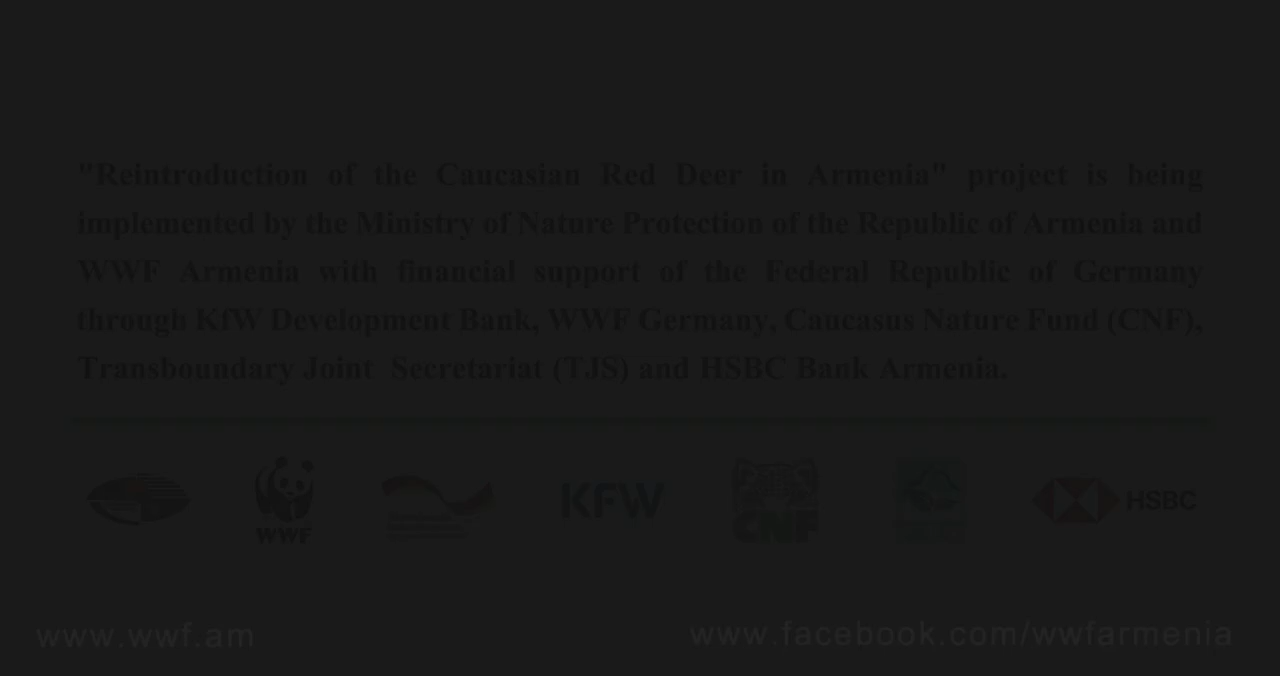 "Reintroduction of the Caucasian Red Deer in Armenia" project is being
implemented by the Ministry of Nature Protection of the Republic of Armenia and
WWF Armenia with financial support of the Federal Republic of Germany
through KfW Development Bank, WWF Germany, Caucasus Nature Fund (CNF),
Transboundary Joint Secretariat (TJS) and HSBC Bank Armenia.
WWF KFW CNF HSBC
www.wwf.am www.facebook.com/wwfarmenia